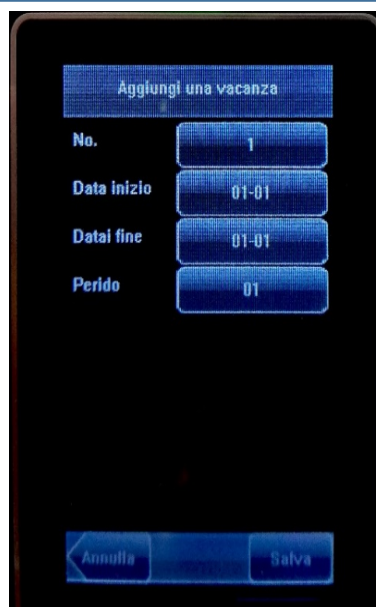 Aggiungi una vacanza
No. 1
Data inizio 01-01
Datai fine 01-01
Perido 01
Annulla Salva